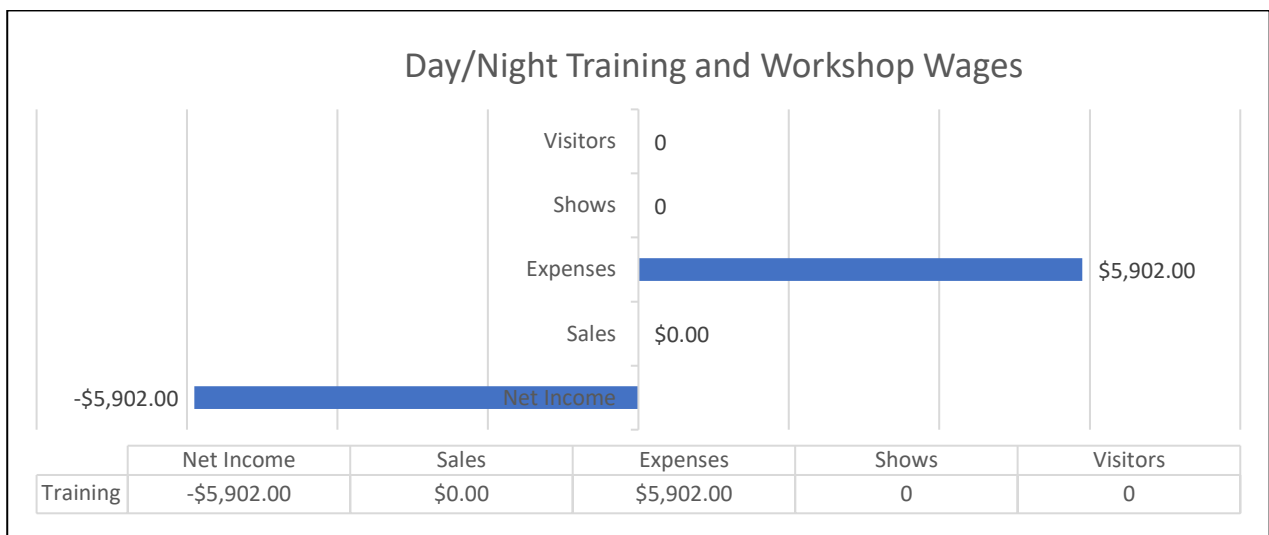 Day/Night Training and Workshop Wages
Visitors 0
Shows 0
Expenses $5,902.00
Sales $0.00
-$5,902.00 Net Income
Net Income Sales Expenses Shows Visitors
Training -$5,902.00 $0.00 $5,902.00 0 0